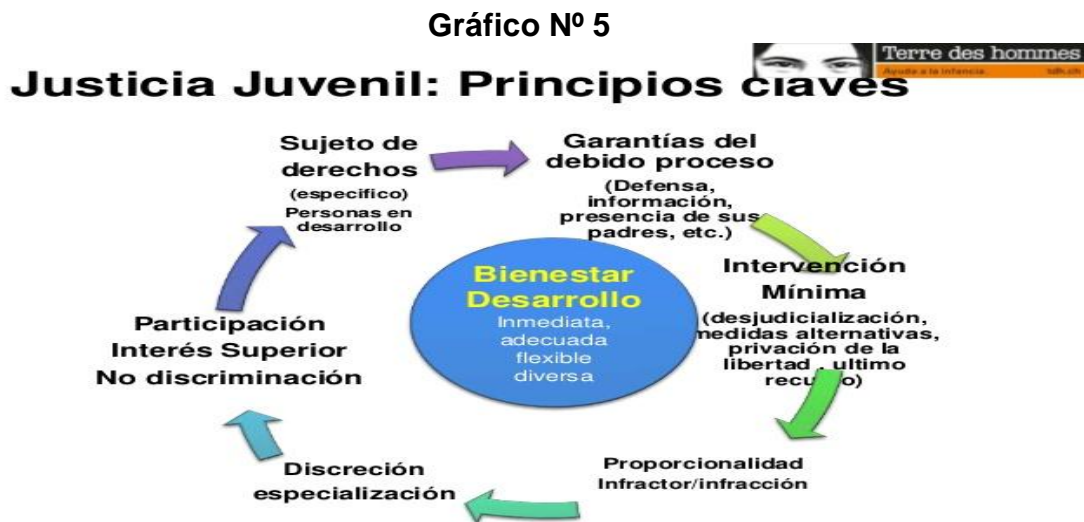 Gráfico Nº 5
Terre des hommes
Ayuda a la infancia. tdh.ch
Justicia Juvenil: Principios claves
Sujeto de
derechos
(especifico)
Personas en
desarrollo
Garantías del
debido proceso
(Defensa,
información,
presencia de sus
padres, etc.)
Intervención
Mínima
(desjudicialización,
medidas alternativas,
privación de la
libertad , ultimo
recurso)
Proporcionalidad
Infractor/infracción
Discreción
especialización
Participación
Interés Superior
No discriminación
Bienestar
Desarrollo
Inmediata,
adecuada
flexible
diversa